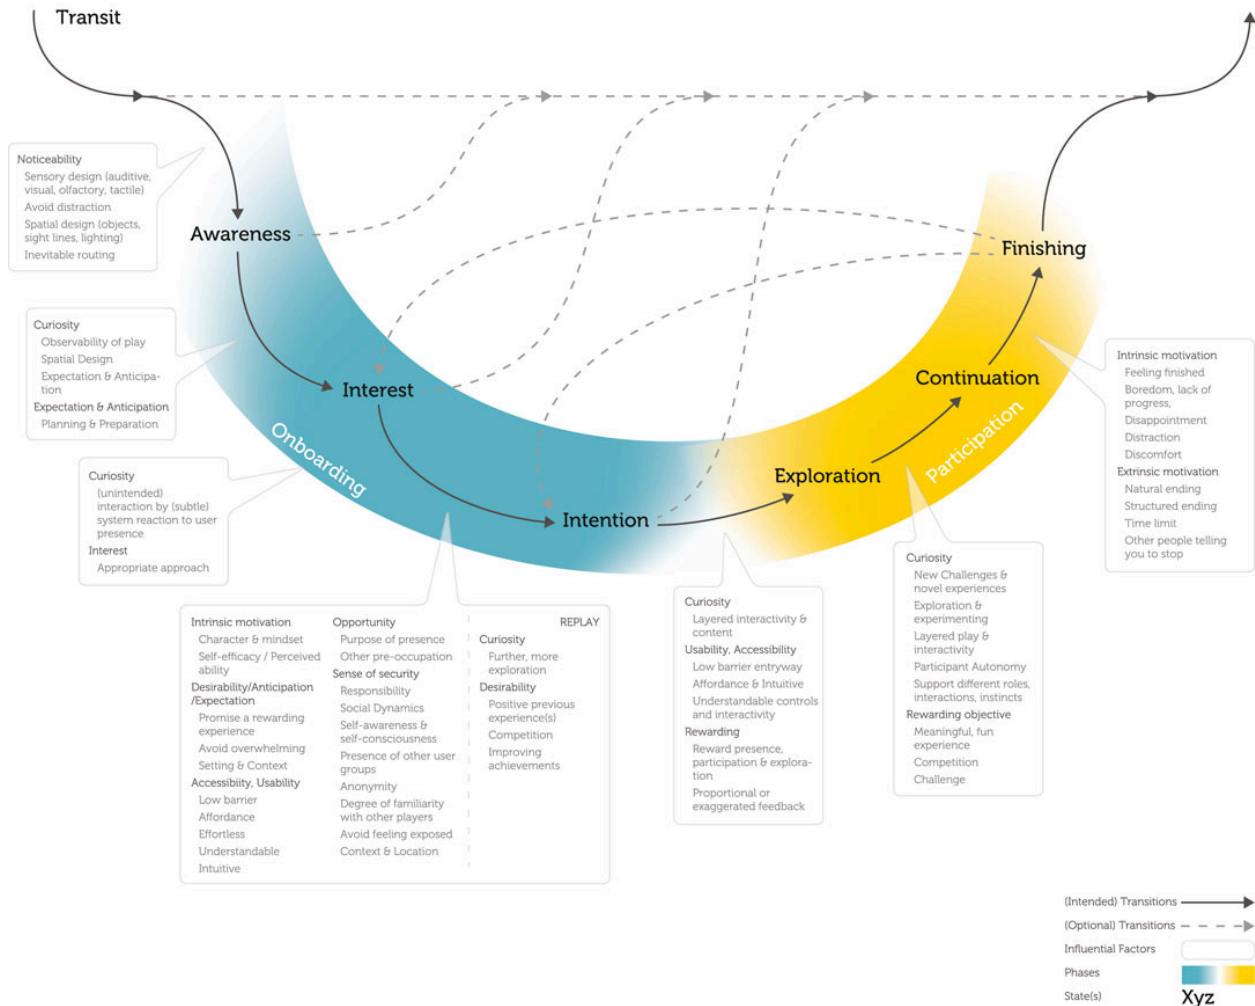 Transit
Noticeability
Sensory design (auditive,
visual, olfactory, tactile)
Avoid distraction
Spatial design (objects,
sight lines, lighting)
Inevitable routing
Awareness
Curiosity
Observability of play
Spatial Design
Expectation & Anticipa-
tion
Expectation & Anticipation
Planning & Preparation
Interest
Onboarding
Curiosity
(unintended)
interaction by (subtle)
system reaction to user
presence
Interest
Appropriate approach
Intention
Intrinsic motivation
Character & mindset
Self-efficacy / Perceived
ability
Desirability/Anticipation
/Expectation
Promise a rewarding
experience
Avoid overwhelming
Setting & Context
Accessibiity, Usability
Low barrier
Affordance
Effortless
Understandable
Intuitive
Opportunity
Purpose of presence
Other pre-occupation
Sense of security
Responsibility
Social Dynamics
Self-awareness &
self-consciousness
Presence of other user
groups
Anonymity
Degree of familiarity
with other players
Avoid feeling exposed
Context & Location
REPLAY
Curiosity
Further, more
exploration
Desirability
Positive previous
experience(s)
Competition
Improving
achievements
Exploration
Curiosity
Layered interactivity &
content
Usability, Accessibility
Low barrier entryway
Affordance & Intuitive
Understandable controls
and interactivity
Rewarding
Reward presence,
participation & explora-
tion
Proportional or
exaggerated feedback
Continuation
Participation
Curiosity
New Challenges &
novel experiences
Exploration &
experimenting
Layered play &
interactivity
Participant Autonomy
Support different roles,
interactions, instincts
Rewarding objective
Meaningful, fun
experience
Competition
Challenge
Finishing
Intrinsic motivation
Feeling finished
Boredom, lack of
progress,
Disappointment
Distraction
Discomfort
Extrinsic motivation
Natural ending
Structured ending
Time limit
Other people telling
you to stop
(Intended) Transitions
(Optional) Transitions
Influential Factors
Phases
State(s)
Xyz